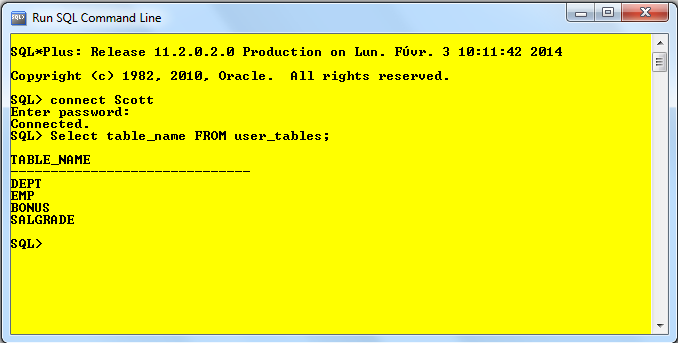 Run SQL Command Line
SQL*Plus: Release 11.2.0.2.0 Production on Lun. Fúvr. 3 10:11:42 2014
Copyright (c) 1982, 2010, Oracle.  All rights reserved.
SQL> connect Scott
Enter password:
Connected.
SQL> Select table_name FROM user_tables;
TABLE_NAME
------------------------------
DEPT
EMP
BONUS
SALGRADE
SQL>